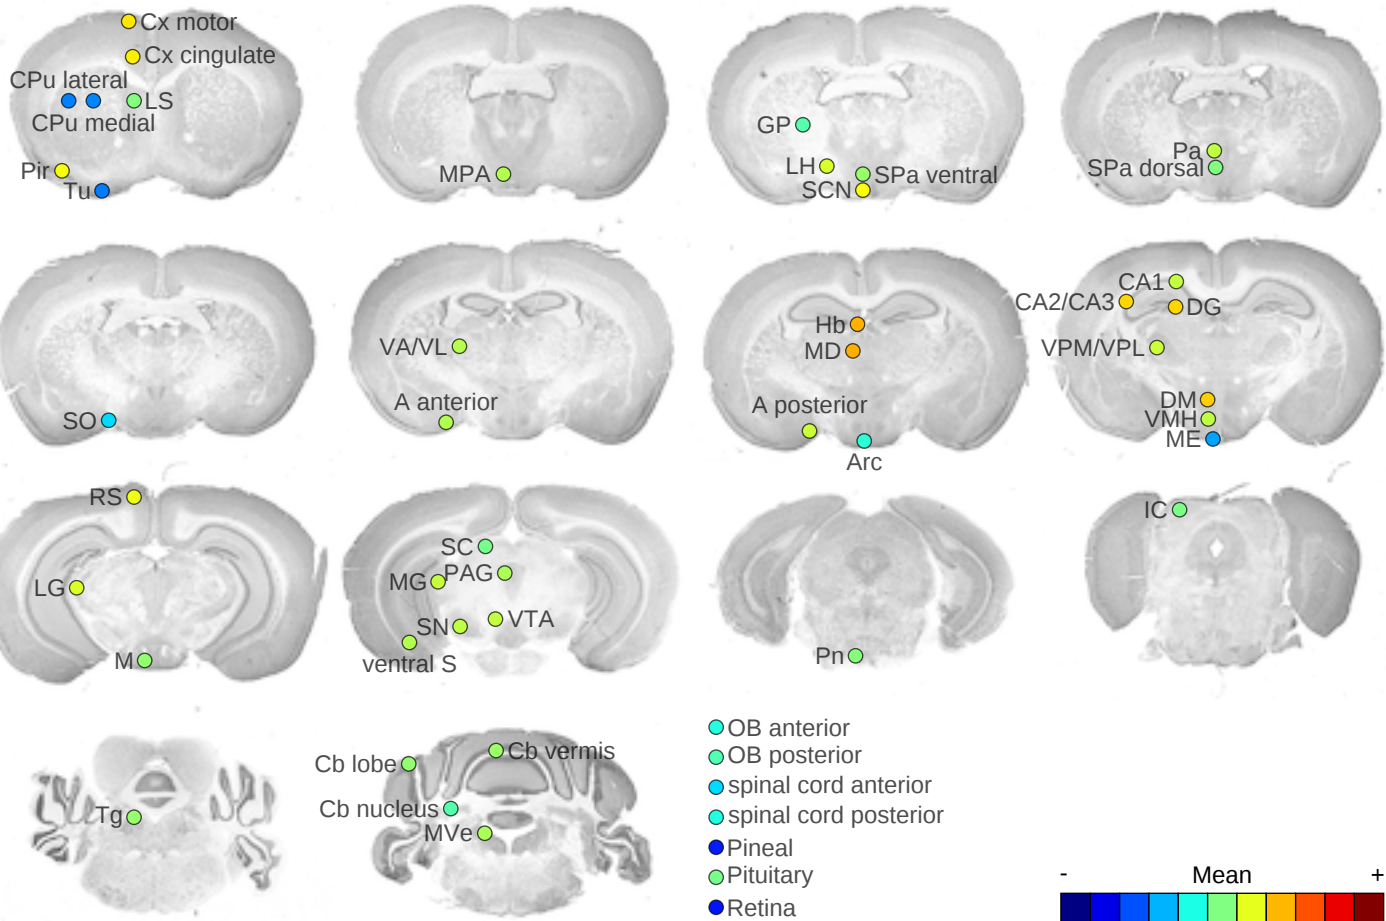 Cx motor
Cx cingulate
CPu lateral
LS
CPu medial
Pir
Tu
MPA
GP
LH
SPa ventral
SCN
Pa
SPa dorsal
SO
VA/VL
A anterior
Hb
MD
A posterior
Arc
CA1
CA2/CA3
DG
VPM/VPL
DM
VMH
ME
RS
LG
M
SC
PAG
MG
VTA
SN
ventral S
Pn
IC
Tg
Cb vermis
Cb lobe
Cb nucleus
MVe
OB anterior
OB posterior
spinal cord anterior
spinal cord posterior
Pineal
Pituitary
Retina
- Mean +